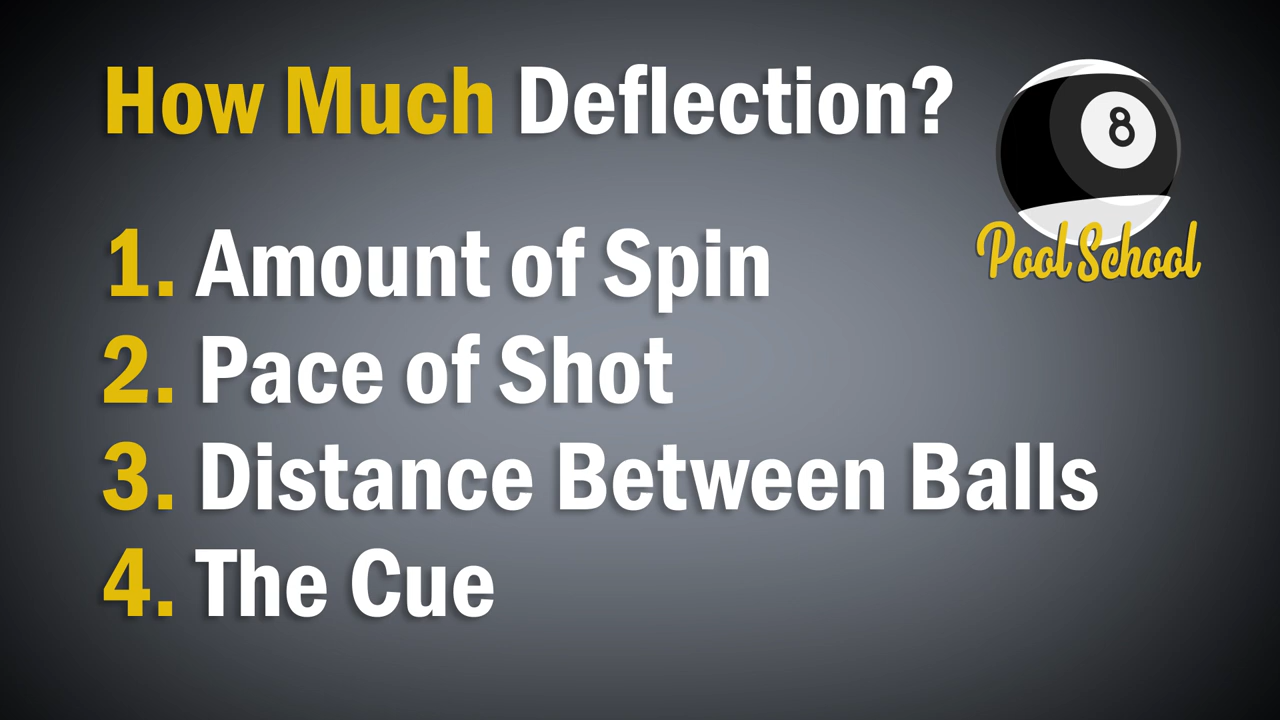 How Much Deflection?
8
Pool School
1. Amount of Spin
2. Pace of Shot
3. Distance Between Balls
4. The Cue